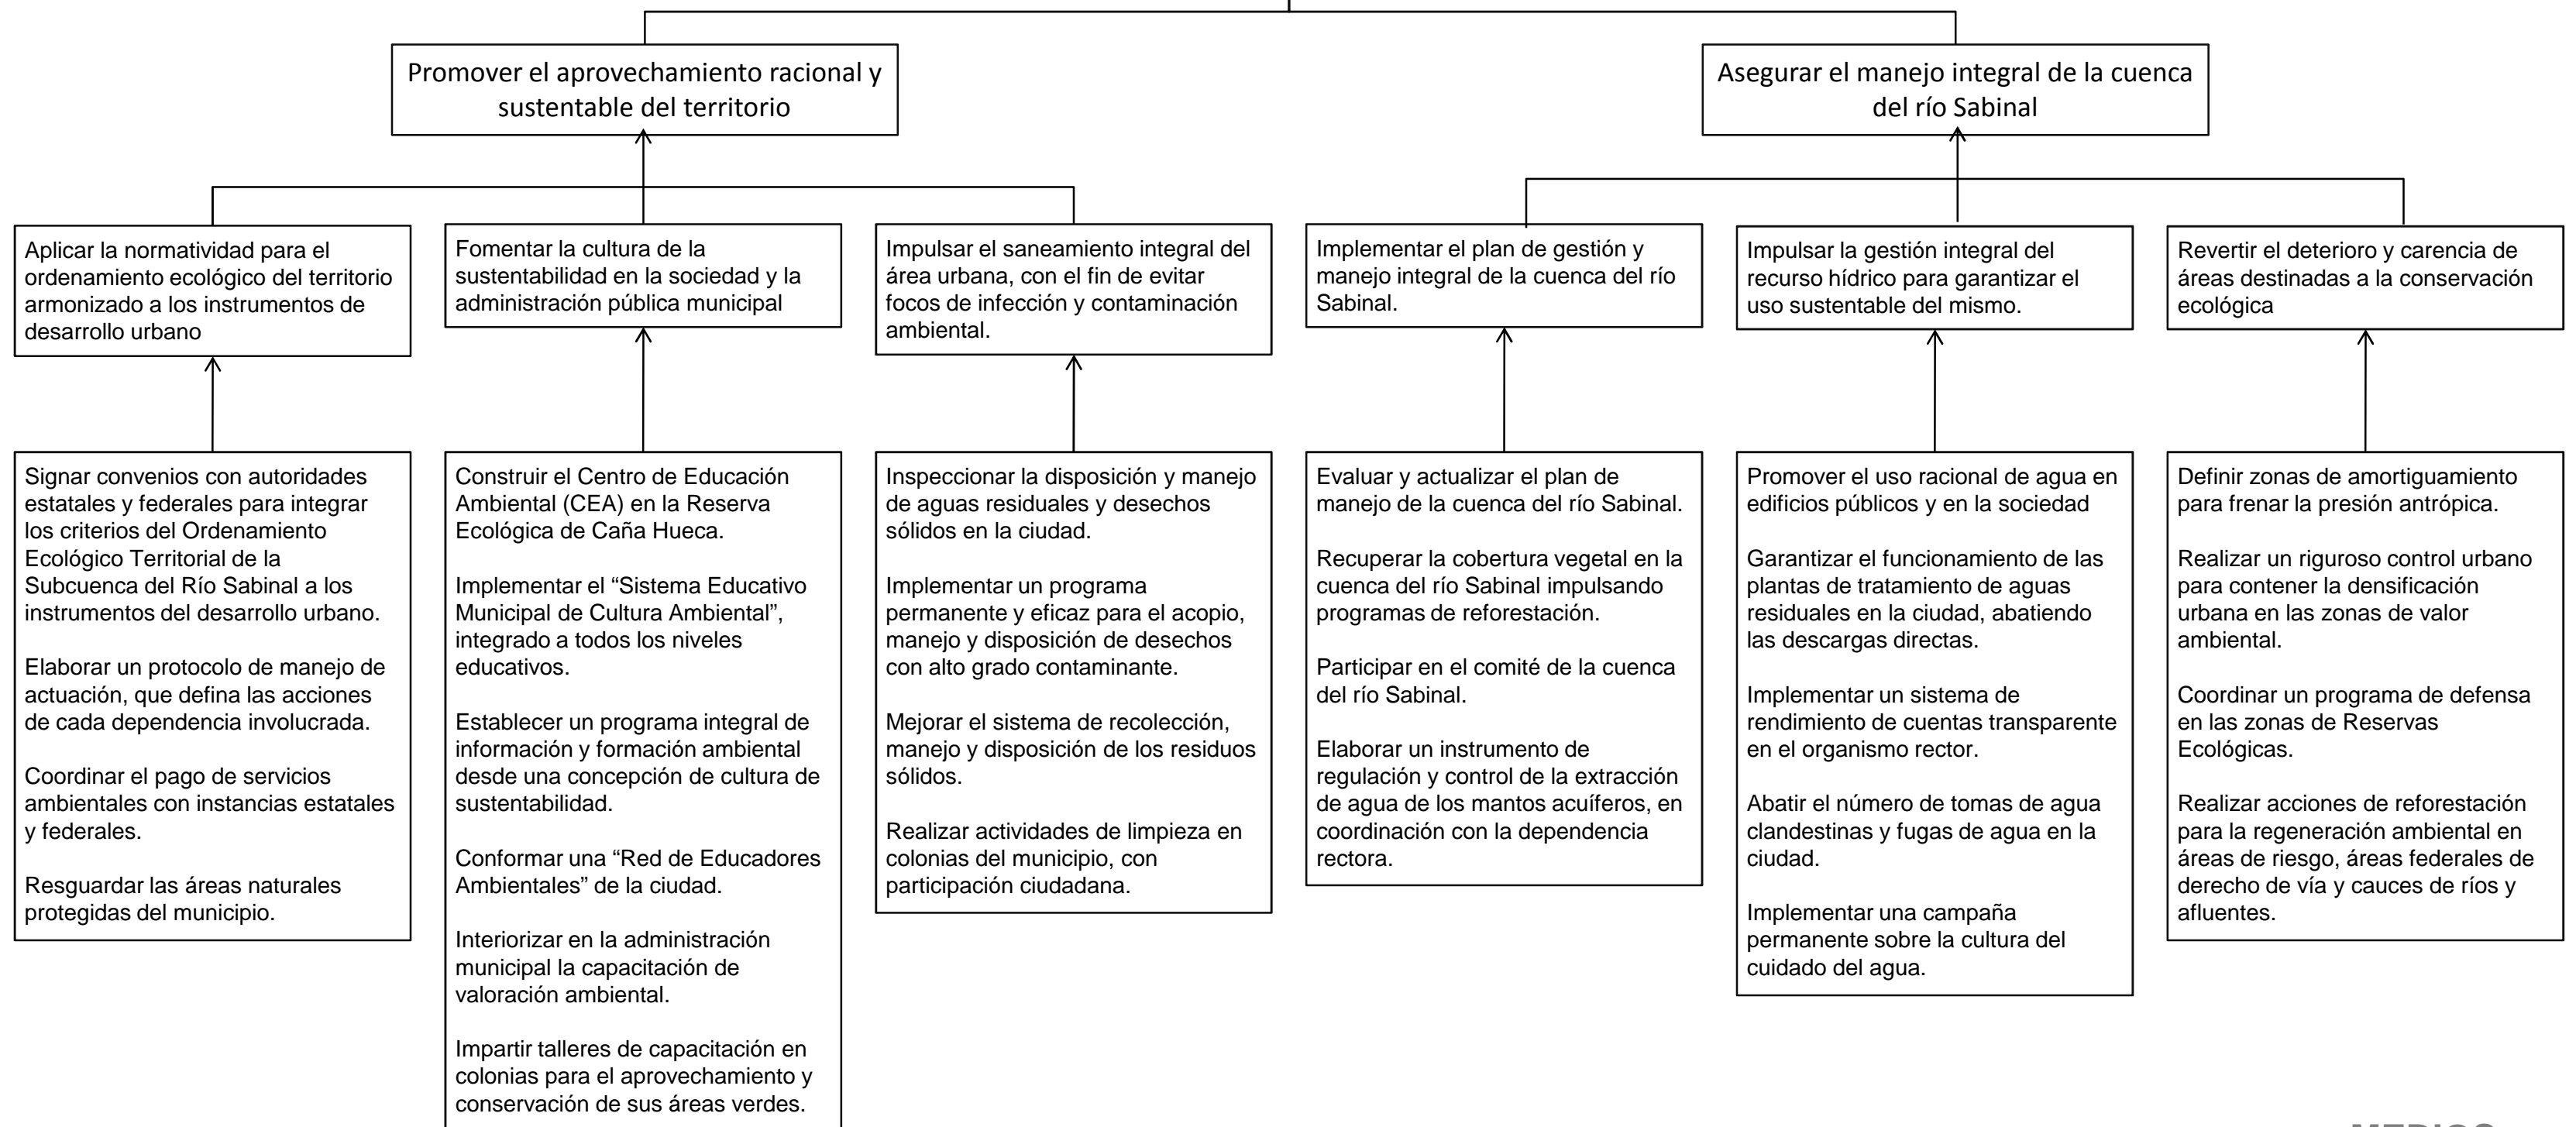 Promover el aprovechamiento racional y
sustentable del territorio
Asegurar el manejo integral de la cuenca
del río Sabinal
Aplicar la normatividad para el
ordenamiento ecológico del territorio
armonizado a los instrumentos de
desarrollo urbano
Fomentar la cultura de la
sustentabilidad en la sociedad y la
administración pública municipal
Impulsar el saneamiento integral del
área urbana, con el fin de evitar
focos de infección y contaminación
ambiental.
Implementar el plan de gestión y
manejo integral de la cuenca del río
Sabinal.
Impulsar la gestión integral del
recurso hídrico para garantizar el
uso sustentable del mismo.
Revertir el deterioro y carencia de
áreas destinadas a la conservación
ecológica
Signar convenios con autoridades
estatales y federales para integrar
los criterios del Ordenamiento
Ecológico Territorial de la
Subcuenca del Río Sabinal a los
instrumentos del desarrollo urbano.
Elaborar un protocolo de manejo de
actuación, que defina las acciones
de cada dependencia involucrada.
Coordinar el pago de servicios
ambientales con instancias estatales
y federales.
Resguardar las áreas naturales
protegidas del municipio.
Construir el Centro de Educación
Ambiental (CEA) en la Reserva
Ecológica de Caña Hueca.
Implementar el “Sistema Educativo
Municipal de Cultura Ambiental”,
integrado a todos los niveles
educativos.
Establecer un programa integral de
información y formación ambiental
desde una concepción de cultura de
sustentabilidad.
Conformar una “Red de Educadores
Ambientales” de la ciudad.
Interiorizar en la administración
municipal la capacitación de
valoración ambiental.
Impartir talleres de capacitación en
colonias para el aprovechamiento y
conservación de sus áreas verdes.
Inspeccionar la disposición y manejo
de aguas residuales y desechos
sólidos en la ciudad.
Implementar un programa
permanente y eficaz para el acopio,
manejo y disposición de desechos
con alto grado contaminante.
Mejorar el sistema de recolección,
manejo y disposición de los residuos
sólidos.
Realizar actividades de limpieza en
colonias del municipio, con
participación ciudadana.
Evaluar y actualizar el plan de
manejo de la cuenca del río Sabinal.
Recuperar la cobertura vegetal en la
cuenca del río Sabinal impulsando
programas de reforestación.
Participar en el comité de la cuenca
del río Sabinal.
Elaborar un instrumento de
regulación y control de la extracción
de agua de los mantos acuíferos, en
coordinación con la dependencia
rectora.
Promover el uso racional de agua en
edificios públicos y en la sociedad
Garantizar el funcionamiento de las
plantas de tratamiento de aguas
residuales en la ciudad, abatiendo
las descargas directas.
Implementar un sistema de
rendimiento de cuentas transparente
en el organismo rector.
Abatir el número de tomas de agua
clandestinas y fugas de agua en la
ciudad.
Implementar una campaña
permanente sobre la cultura del
cuidado del agua.
Definir zonas de amortiguamiento
para frenar la presión antrópica.
Realizar un riguroso control urbano
para contener la densificación
urbana en las zonas de valor
ambiental.
Coordinar un programa de defensa
en las zonas de Reservas
Ecológicas.
Realizar acciones de reforestación
para la regeneración ambiental en
áreas de riesgo, áreas federales de
derecho de vía y cauces de ríos y
afluentes.